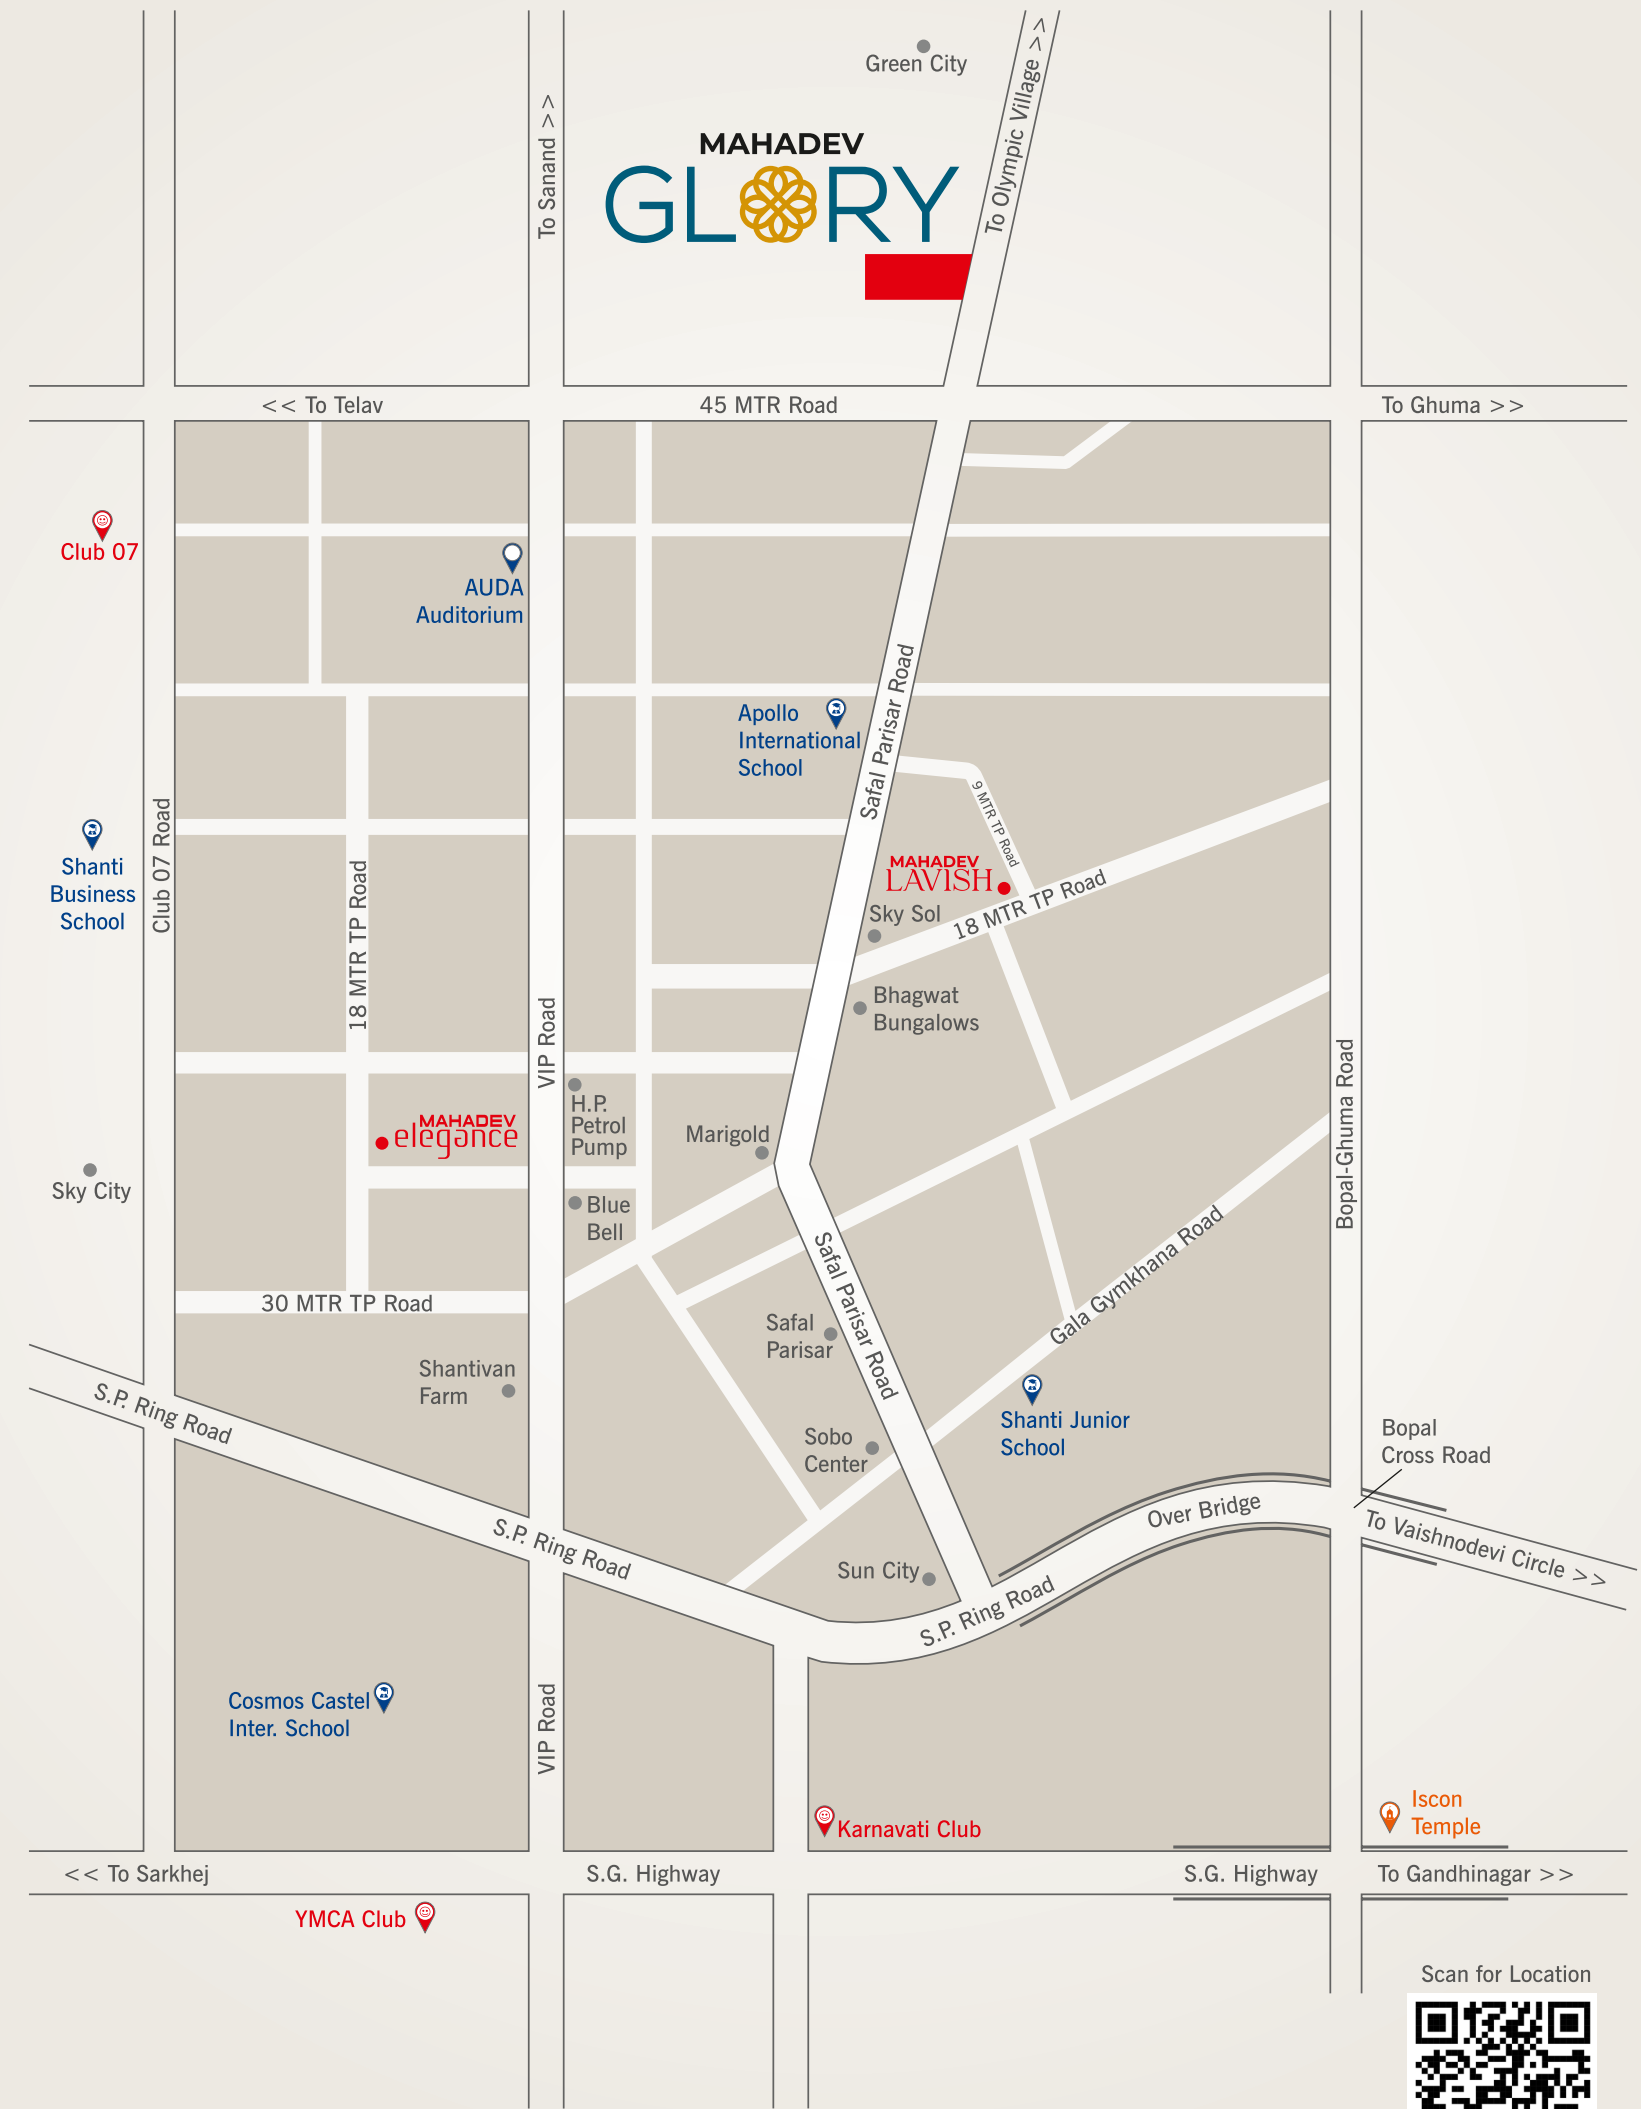 Green City
To Olympic Village >>
To Sanand >>
MAHADEV
GLORY
<< To Telav
45 MTR Road
To Ghuma >>
Club 07
AUDA
Auditorium
Safal Parisar Road
Apollo
International
School
9 MTR TP Road
Shanti
Business
School
Club 07 Road
18 MTR TP Road
MAHADEV
LAVISH
18 MTR TP Road
Sky Sol
Bhagwat
Bungalows
VIP Road
H.P.
Petrol
Pump
MAHADEV
elegance
Marigold
Bopal-Ghuma Road
Sky City
Blue
Bell
Safal Parisar Road
Gala Gymkhana Road
30 MTR TP Road
Safal
Parisar
Shantivan
Farm
S.P. Ring Road
Shanti Junior
School
Sobo
Center
Bopal
Cross Road
Over Bridge
To Vaishnodevi Circle >>
S.P. Ring Road
Sun City
S.P. Ring Road
Cosmos Castel
Inter. School
VIP Road
Karnavati Club
Iscon
Temple
<< To Sarkhej
S.G. Highway
S.G. Highway
To Gandhinagar >>
YMCA Club
Scan for Location